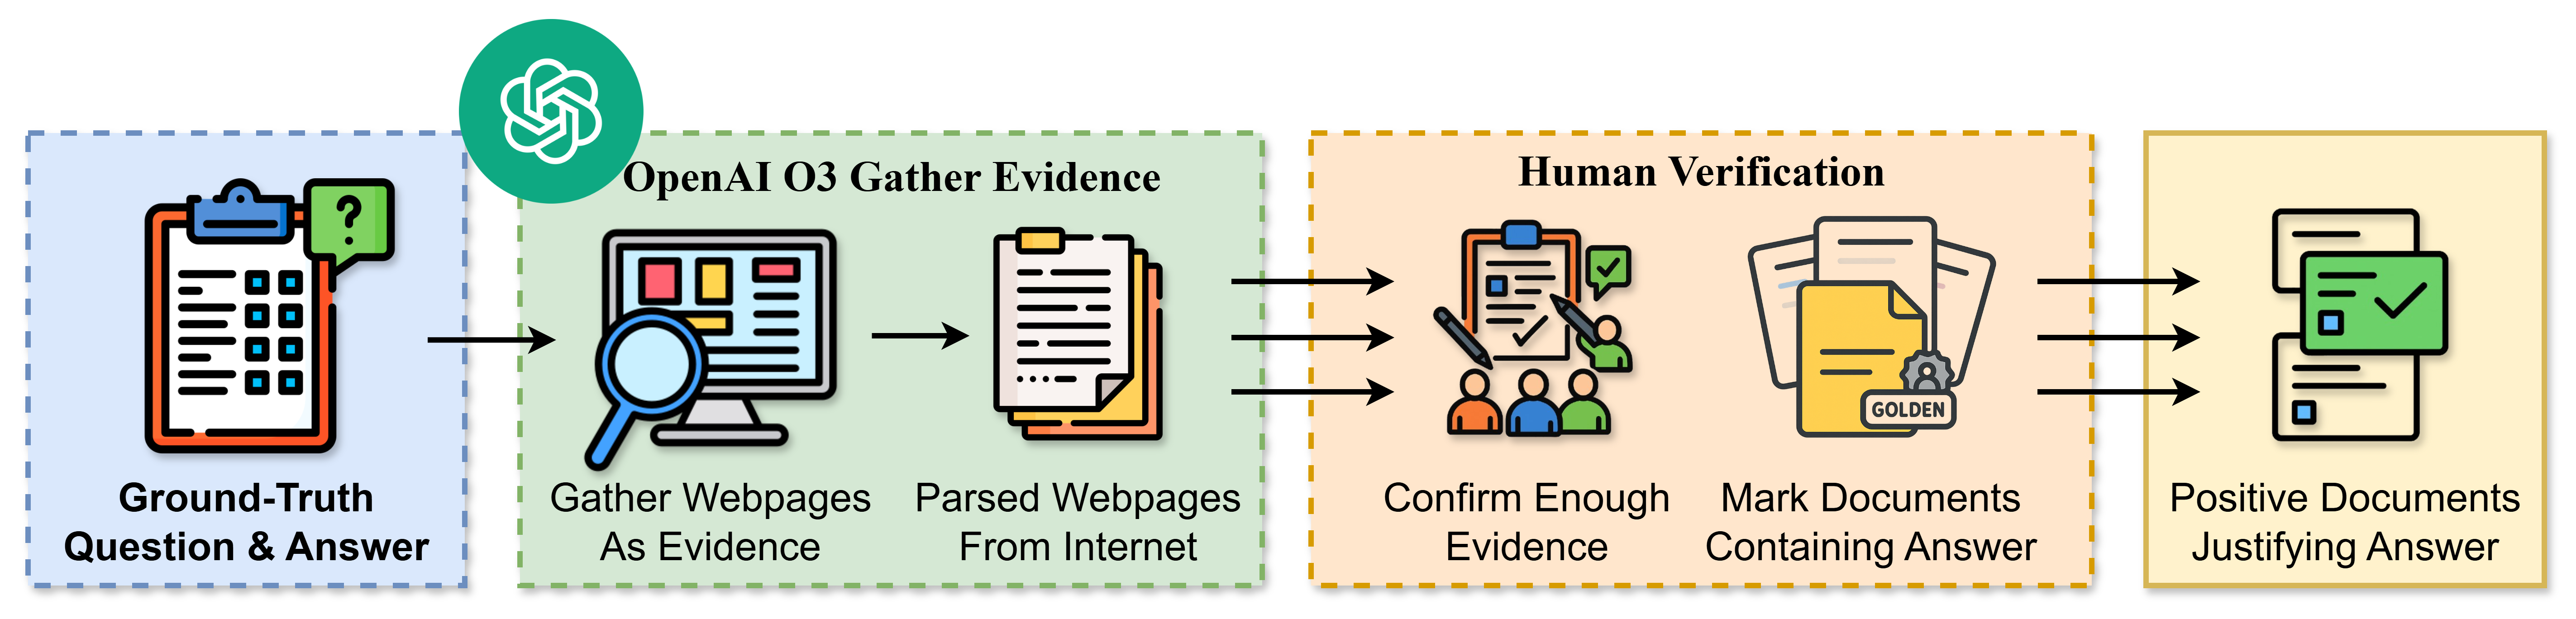 Ground-Truth
Question & Answer
OpenAI O3 Gather Evidence
Gather Webpages
As Evidence
Parsed Webpages
From Internet
Human Verification
Confirm Enough
Evidence
GOLDEN
Mark Documents
Containing Answer
Positive Documents
Justifying Answer